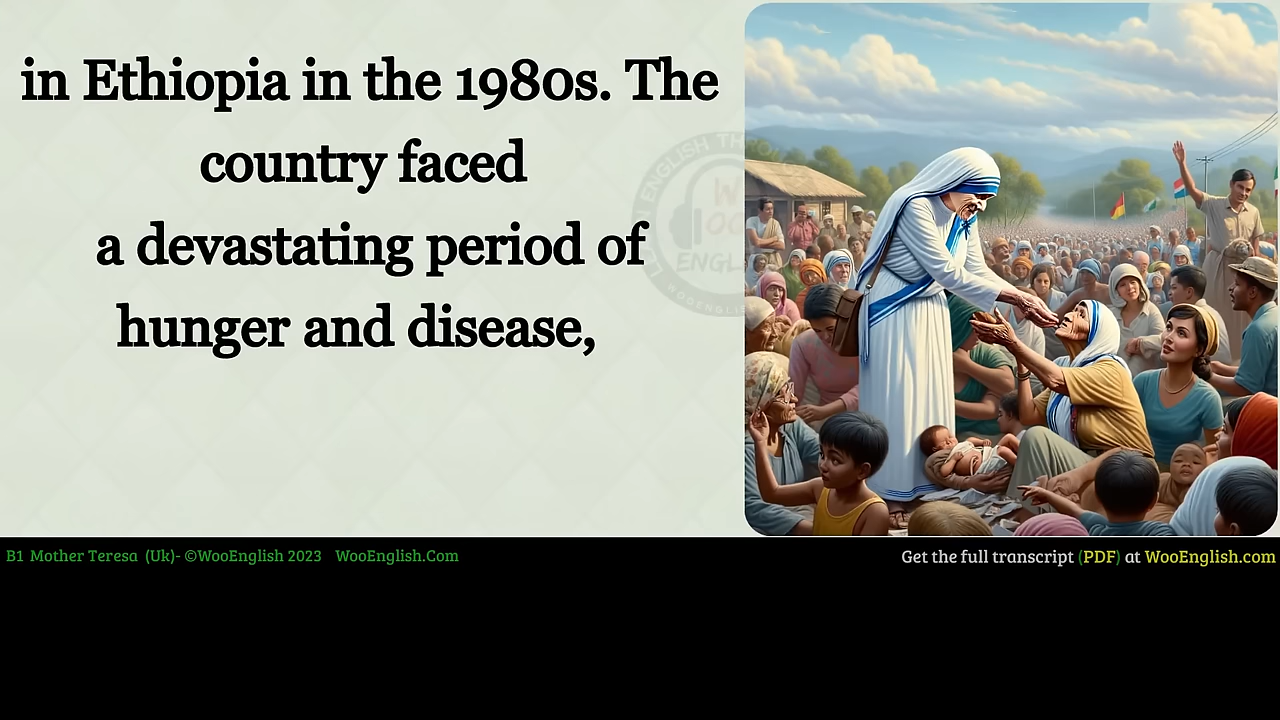 in Ethiopia in the 1980s. The
country faced
a devastating period of
hunger and disease,
B1 Mother Teresa (Uk)- ©WooEnglish 2023 WooEnglish.Com
Get the full transcript (PDF) at WooEnglish.com